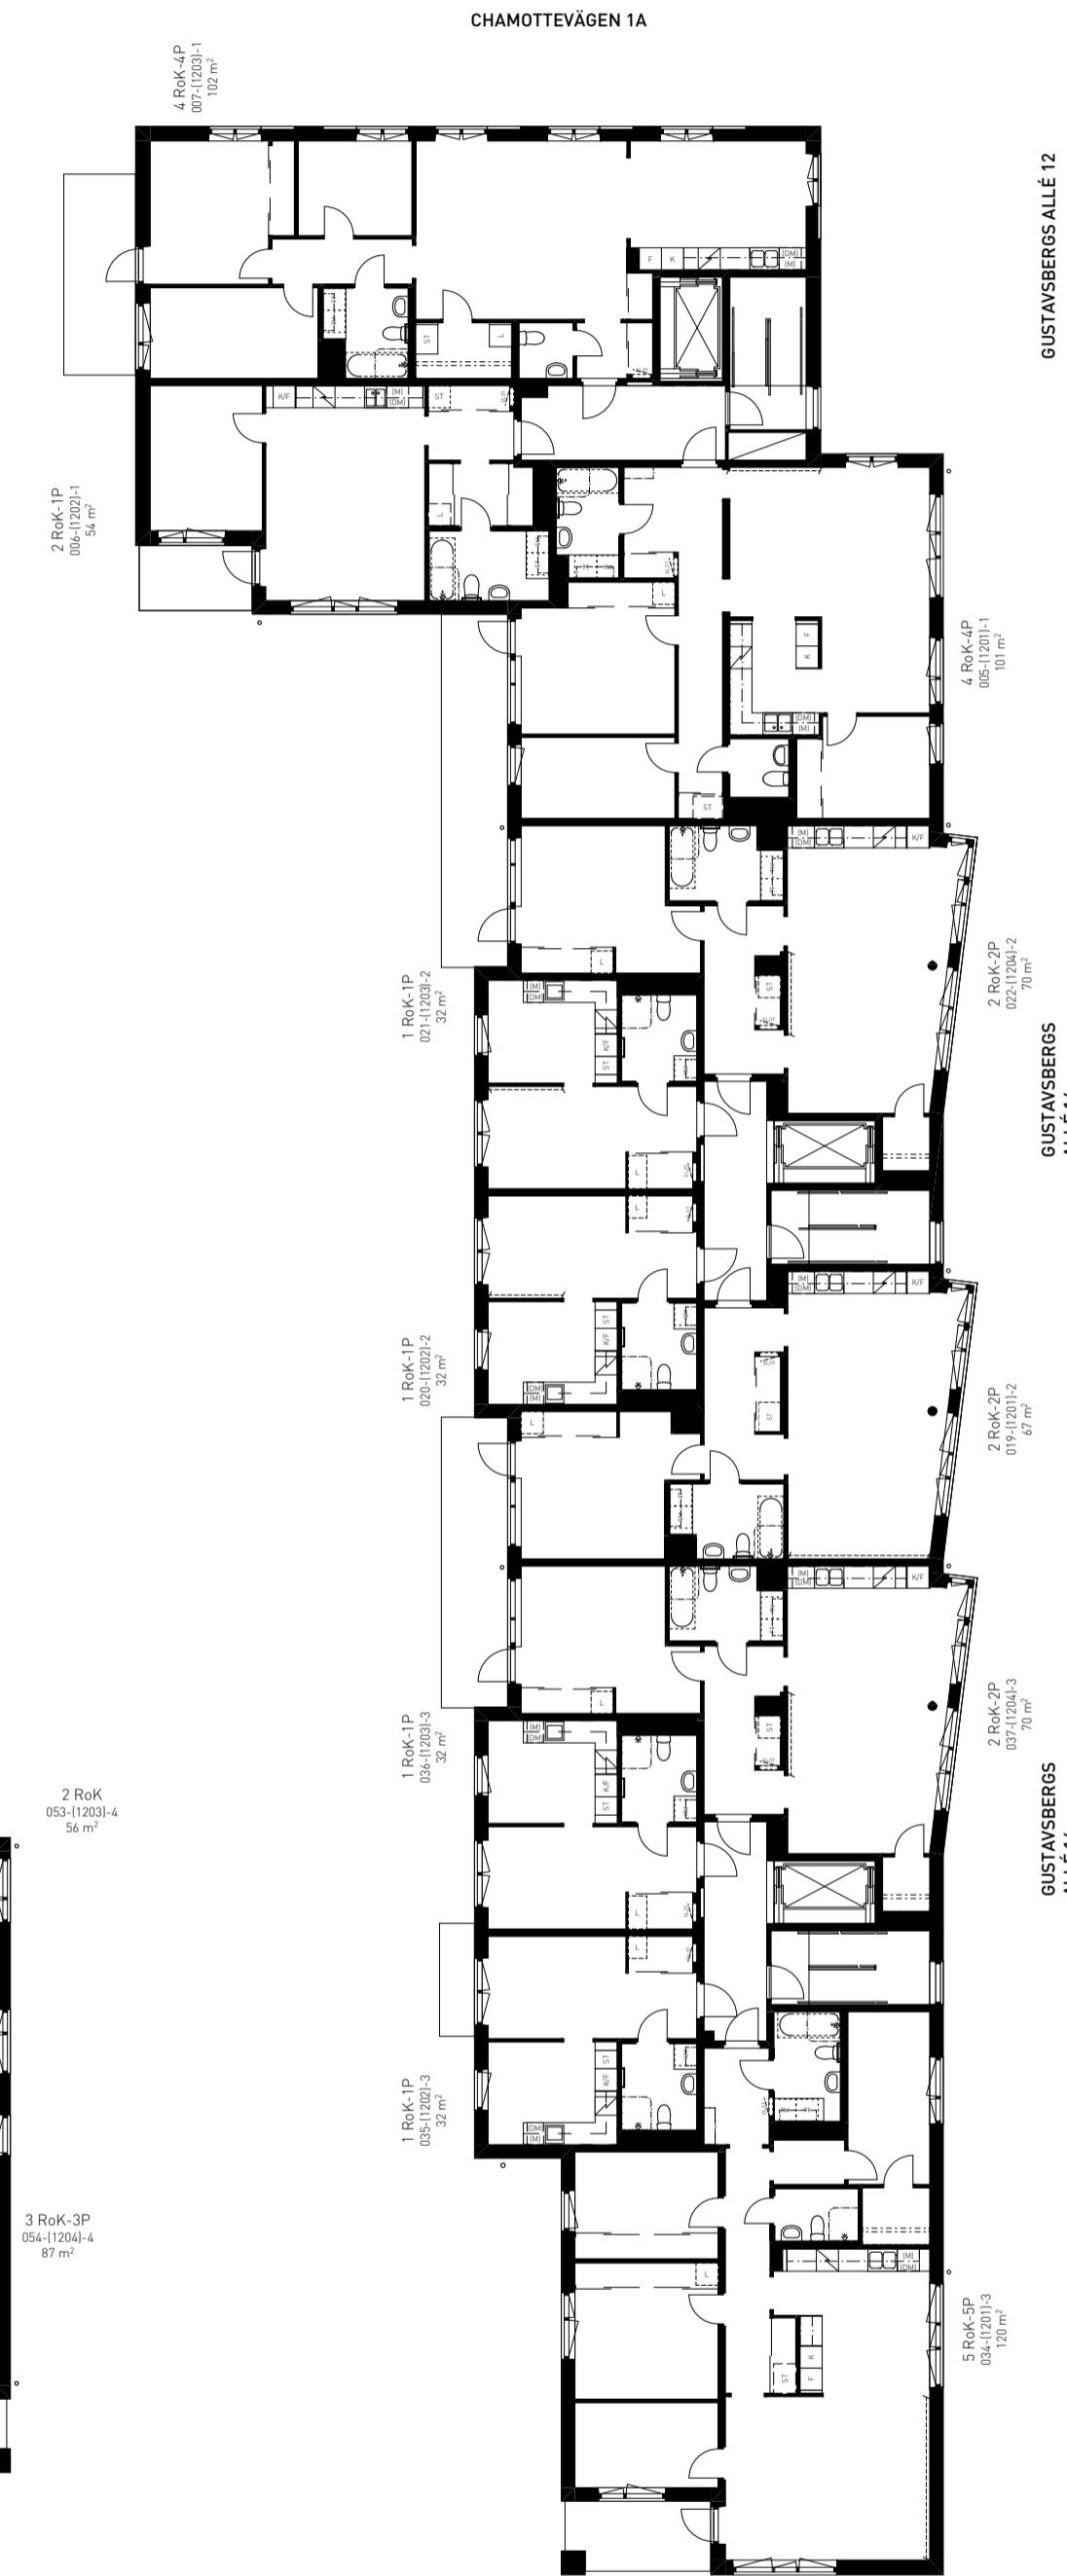 CHAMOTTEVÄGEN 1A
4 RoK-4P
007-(1203)-1
102 m²
GUSTAVSBERGS ALLÉ 12
2 RoK-1P
006-(1202)-1
54 m²
4 RoK-4P
005-(1201)-1
101 m²
1 RoK-1P
021-(1203)-2
32 m²
2 RoK-2P
022-(1204)-2
70 m²
GUSTAVSBERGS
1 RoK-1P
020-(1202)-2
32 m²
2 RoK-2P
019-(1201)-2
67 m²
1 RoK-1P
036-(1203)-3
32 m²
2 RoK-2P
037-(1204)-3
70 m²
GUSTAVSBERGS
2 RoK
053-(1203)-4
56 m²
1 RoK-1P
035-(1202)-3
32 m²
3 RoK-3P
054-(1204)-4
87 m²
5 RoK-5P
034-(1201)-3
120 m²